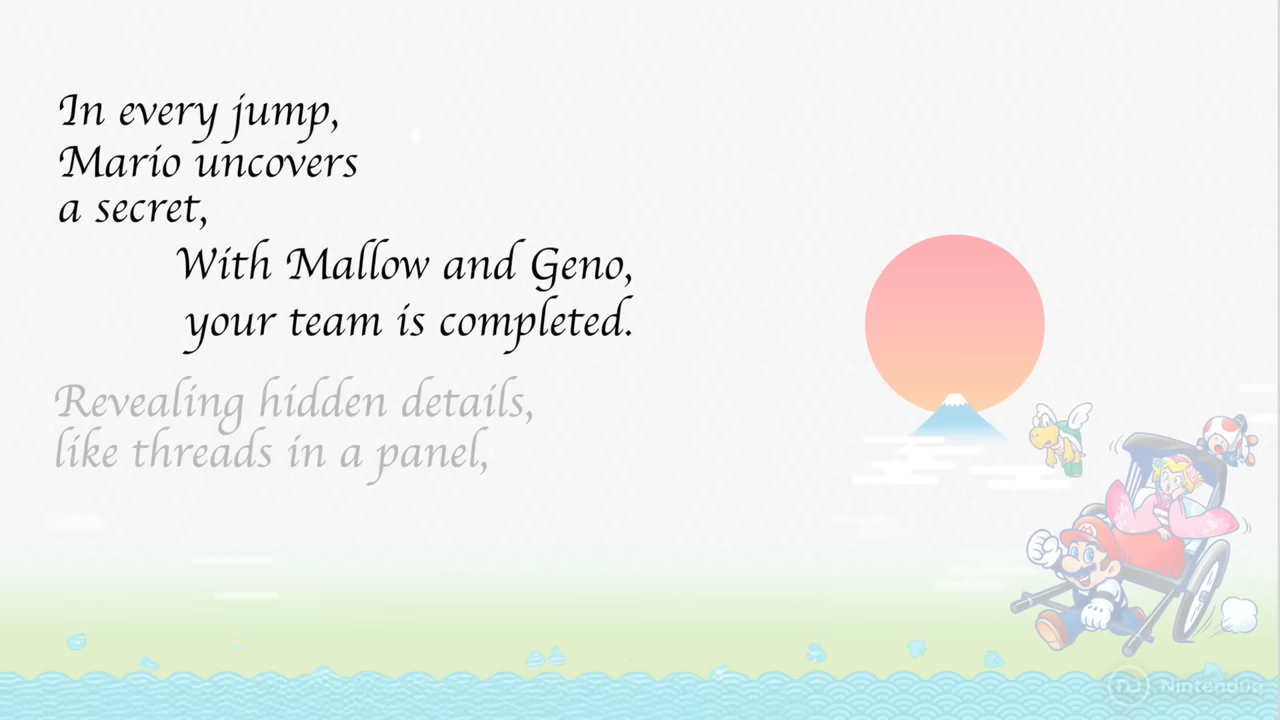 In every jump,
Mario uncovers
a secret,
With Mallow and Geno,
your team is completed.
Revealing hidden details,
like threads in a panel,
Nintendúo